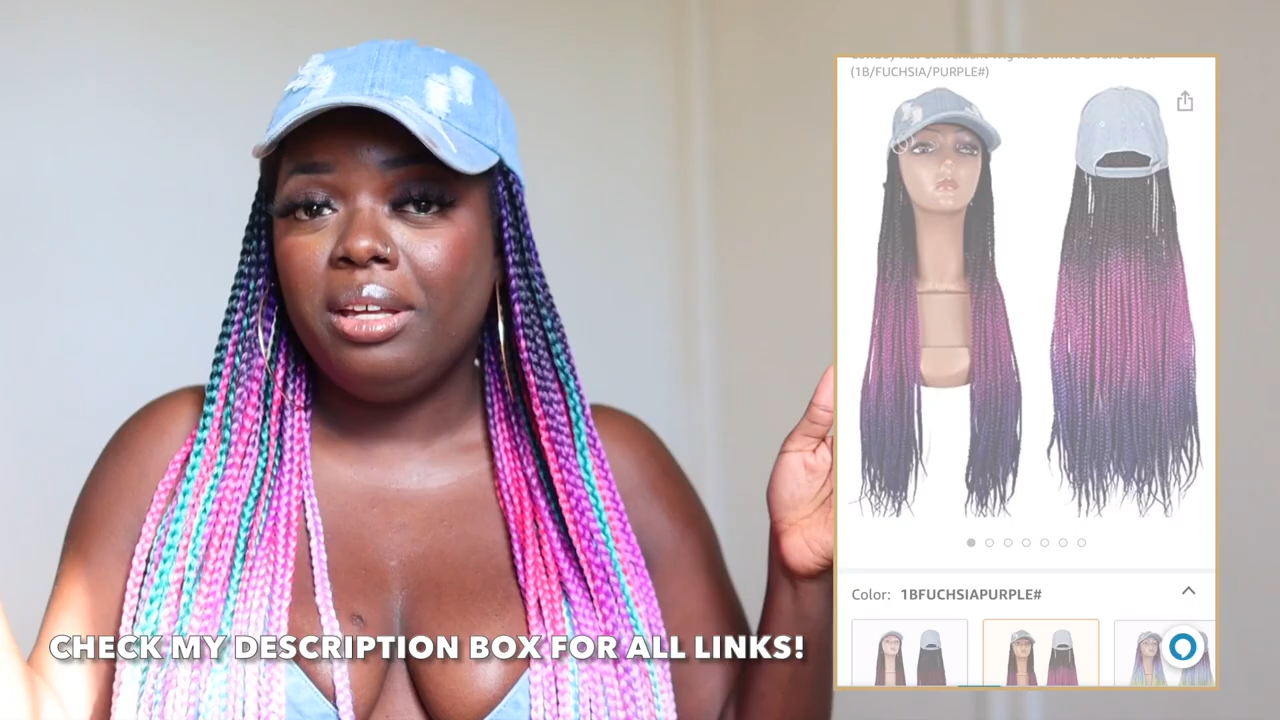 (1B/FUCHSIA/PURPLE#)
Color: 1BFUCHSIAPURPLE#
CHECK MY DESCRIPTION BOX FOR ALL LINKS!